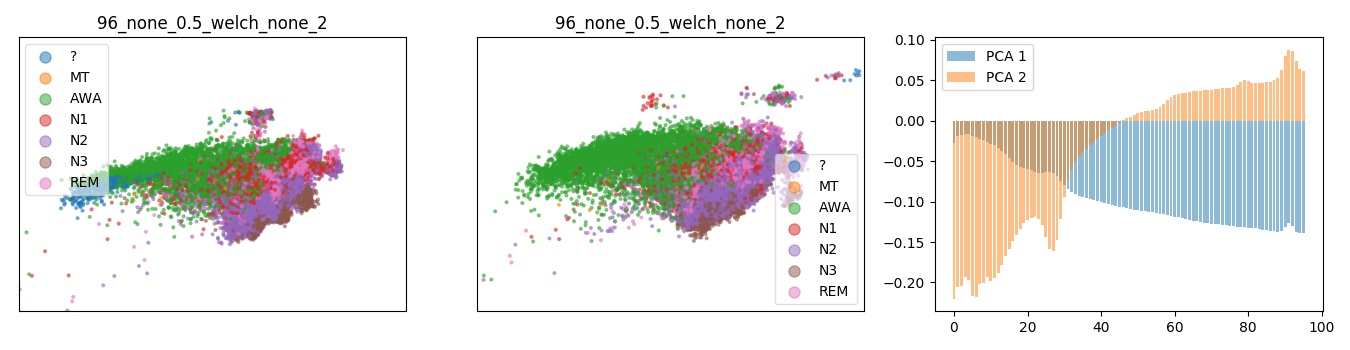 96_none_0.5_welch_none_2
?
MT
AWA
N1
N2
N3
REM
96_none_0.5_welch_none_2
?
MT
AWA
N1
N2
N3
REM
PCA 1
PCA 2
0.10
0.05
0.00
−0.05
−0.10
−0.15
−0.20
0
20
40
60
80
100